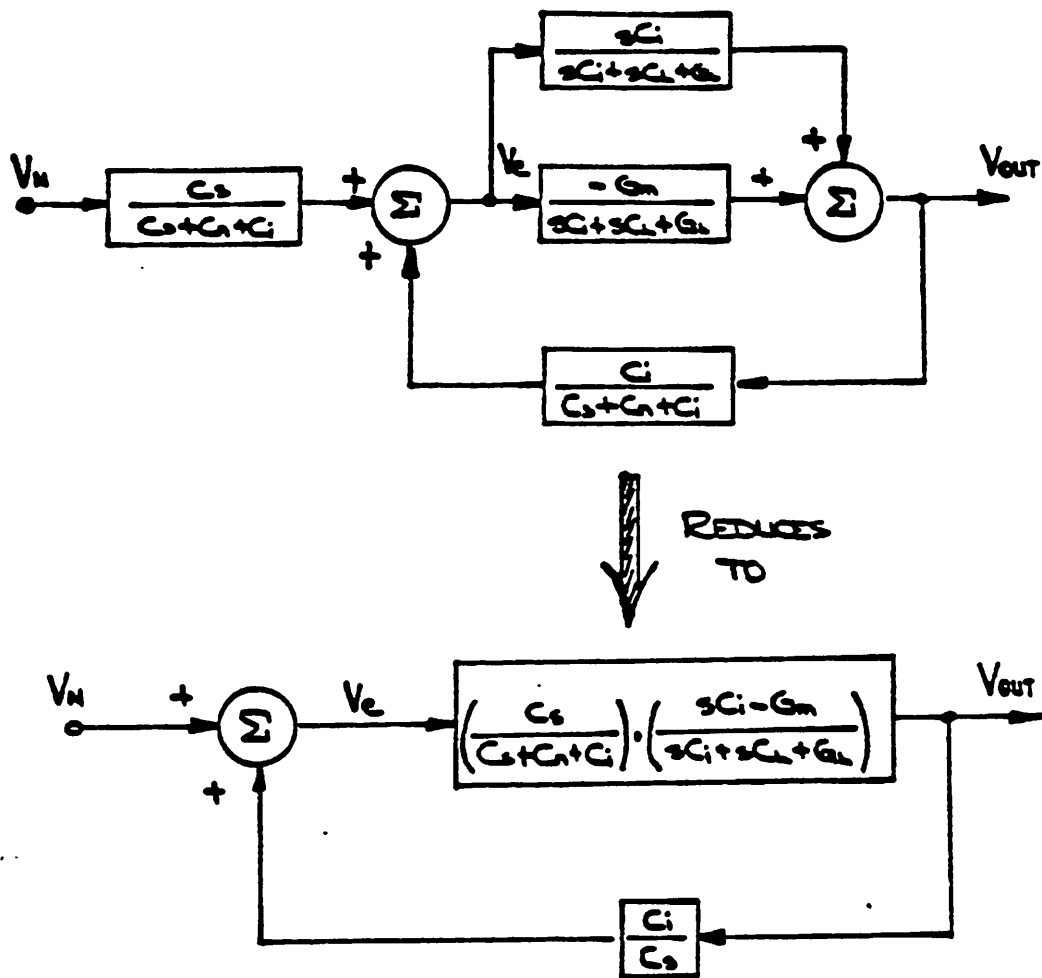 sCi
sCi+sCL+GL
VIN
Cs
Cs+Cn+Ci
+
+
Σ
Ve
-Gm
sCi+sCL+GL
+
+
Σ
VOUT
Ci
Cs+Cn+Ci
REDUCES
TO
VIN
+
+
Σ
Ve
(Cs / Cs+Cn+Ci) · (sCi-Gm / sCi+sCL+GL)
VOUT
Ci
Cs